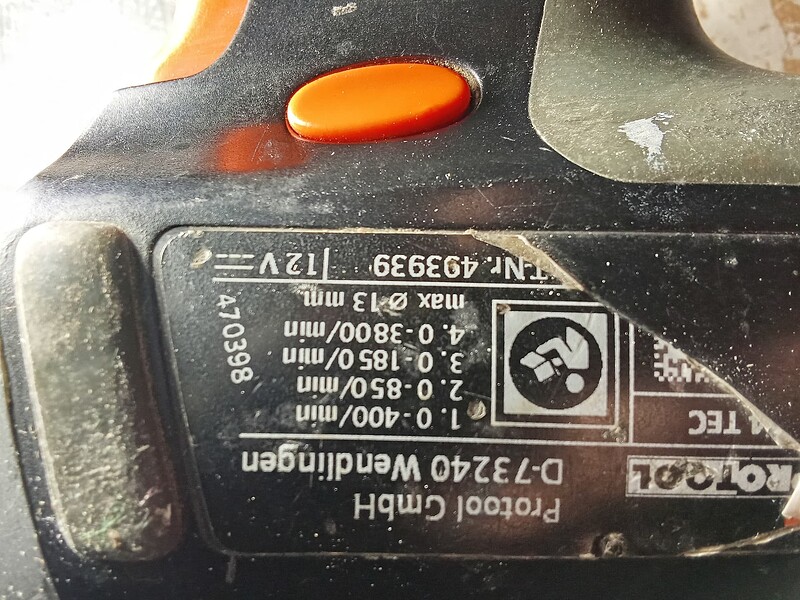 PROTOOL
Protool GmbH
D-73240 Wendlingen
TEC
1. 0-400/min
2. 0-850/min
3. 0-1850/min
4. 0-3800/min
max Ø 13 mm
T-Nr. 493939
12 V
470398